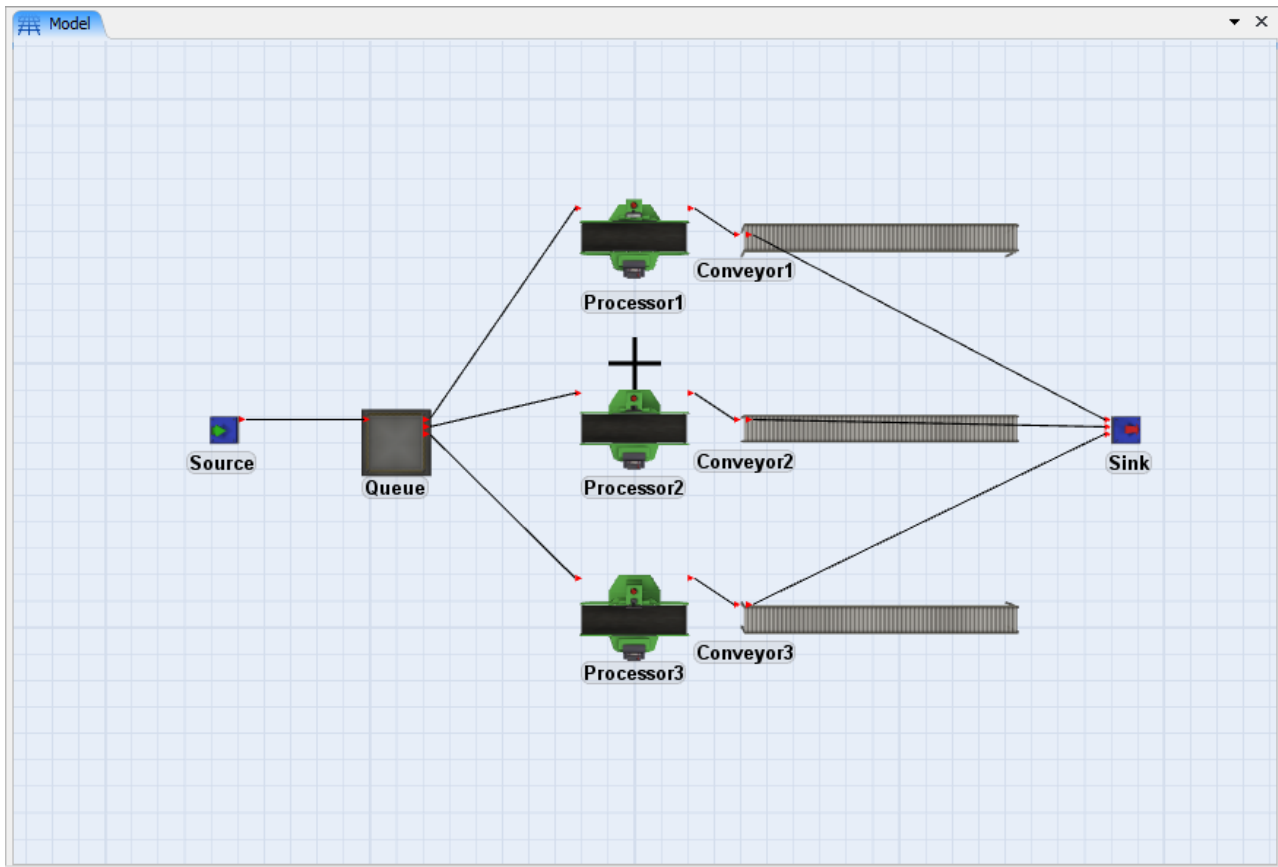 Model
Conveyor1
Processor1
Source
Queue
Conveyor2
Processor2
Sink
Conveyor3
Processor3